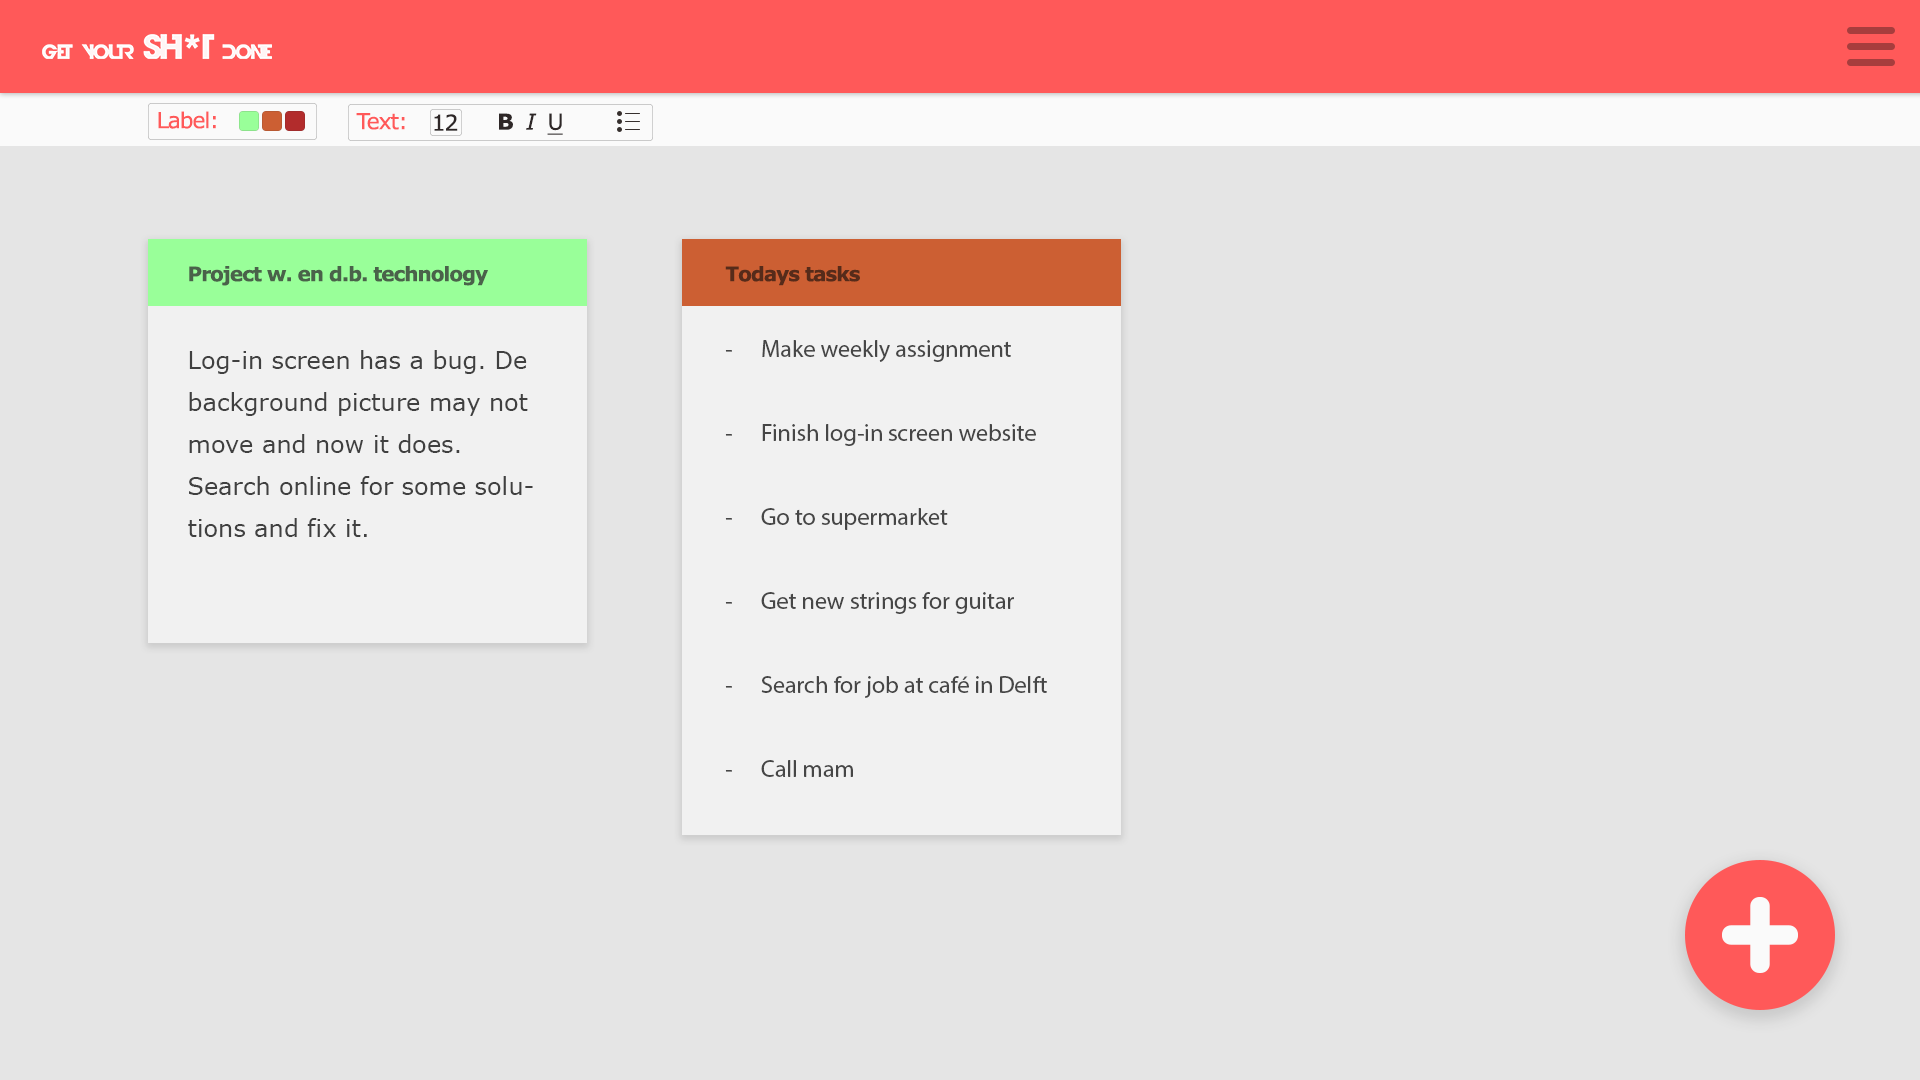 GET YOUR SH*T DONE
Label:
Text: 12 B I U
Project w. en d.b. technology
Log-in screen has a bug. De
background picture may not
move and now it does.
Search online for some solu-
tions and fix it.
Todays tasks
- Make weekly assignment
- Finish log-in screen website
- Go to supermarket
- Get new strings for guitar
- Search for job at café in Delft
- Call mam